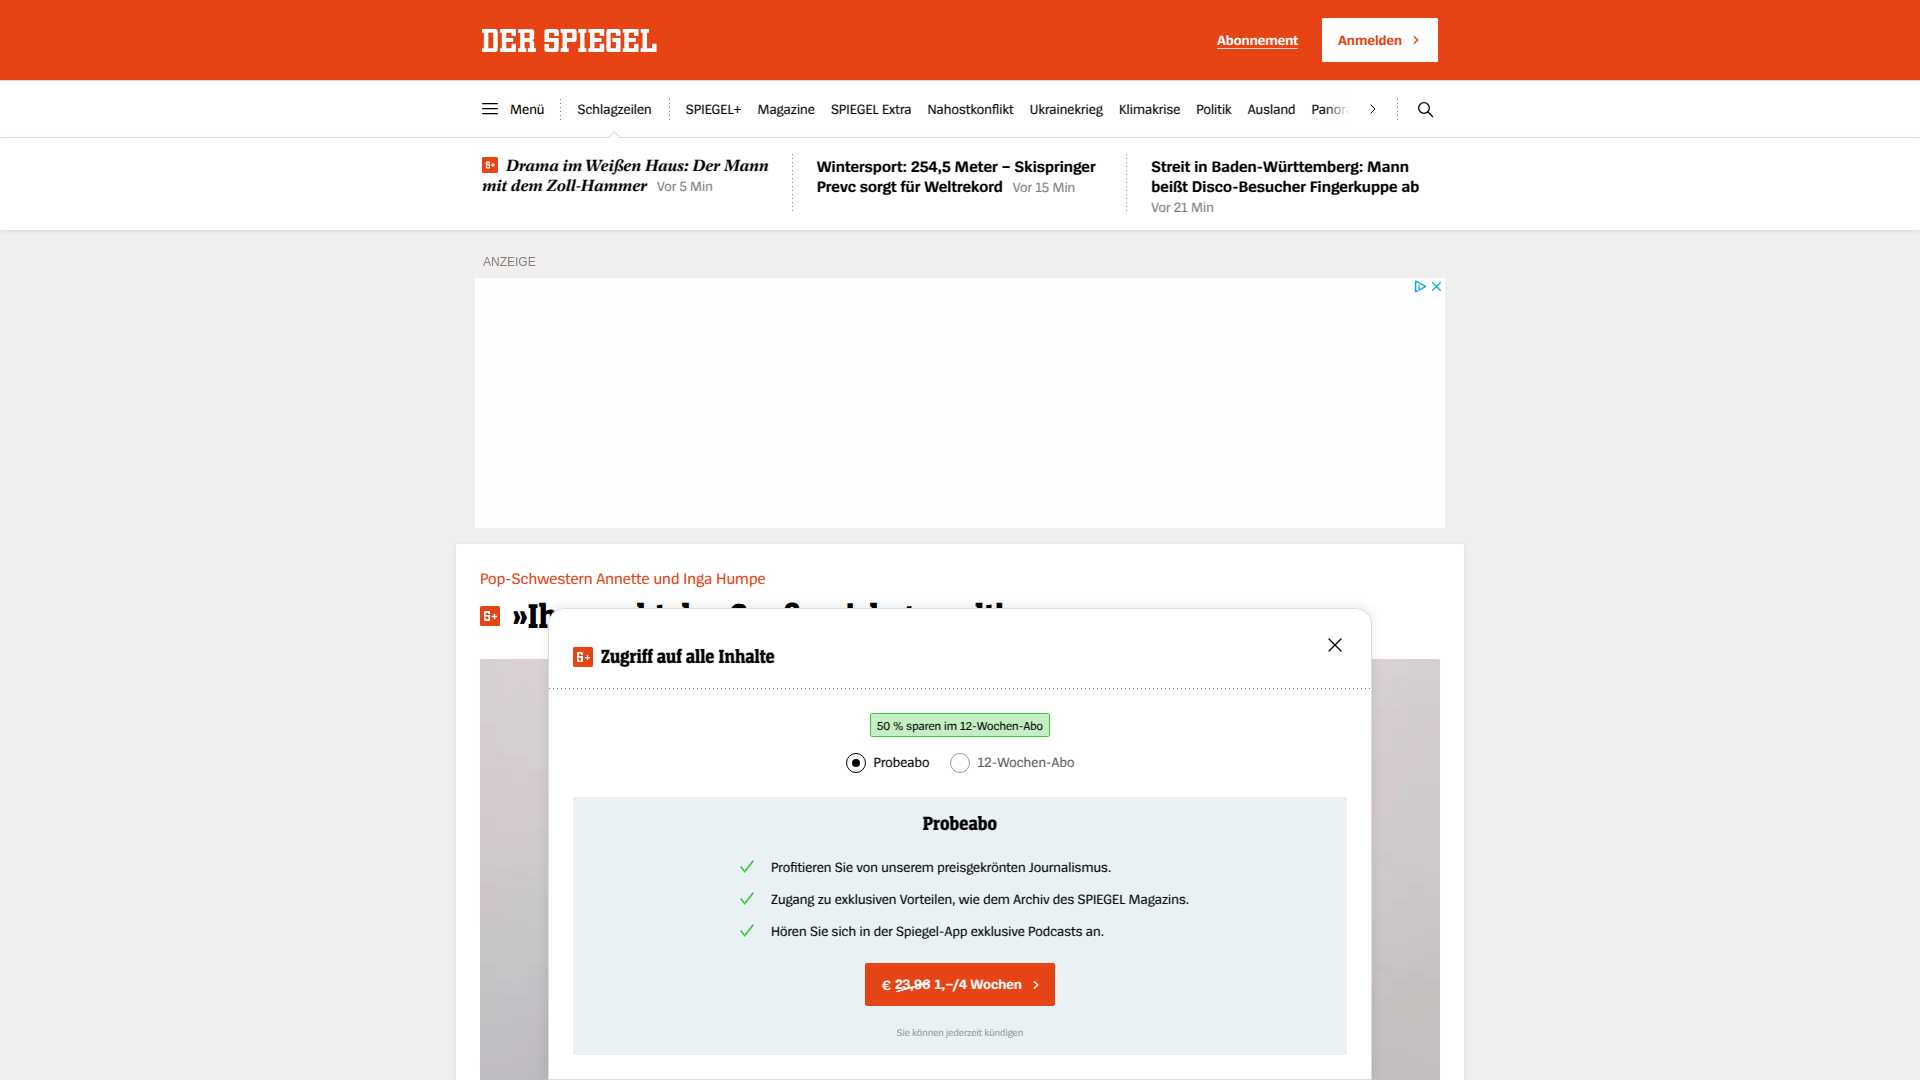 DER SPIEGEL
Abonnement
Anmelden
Menü
Schlagzeilen
SPIEGEL+
Magazine
SPIEGEL Extra
Nahostkonflikt
Ukrainekrieg
Klimakrise
Politik
Ausland
Drama im Weißen Haus: Der Mann
mit dem Zoll-Hammer Vor 5 Min
Wintersport: 254,5 Meter – Skispringer
Prevc sorgt für Weltrekord Vor 15 Min
Streit in Baden-Württemberg: Mann
beißt Disco-Besucher Fingerkuppe ab
Vor 21 Min
ANZEIGE
Pop-Schwestern Annette und Inga Humpe
Zugriff auf alle Inhalte
50 % sparen im 12-Wochen-Abo
Probeabo
12-Wochen-Abo
Probeabo
Profitieren Sie von unserem preisgekrönten Journalismus.
Zugang zu exklusiven Vorteilen, wie dem Archiv des SPIEGEL Magazins.
Hören Sie sich in der Spiegel-App exklusive Podcasts an.
€ 23,96 1,–/4 Wochen
Sie können jederzeit kündigen